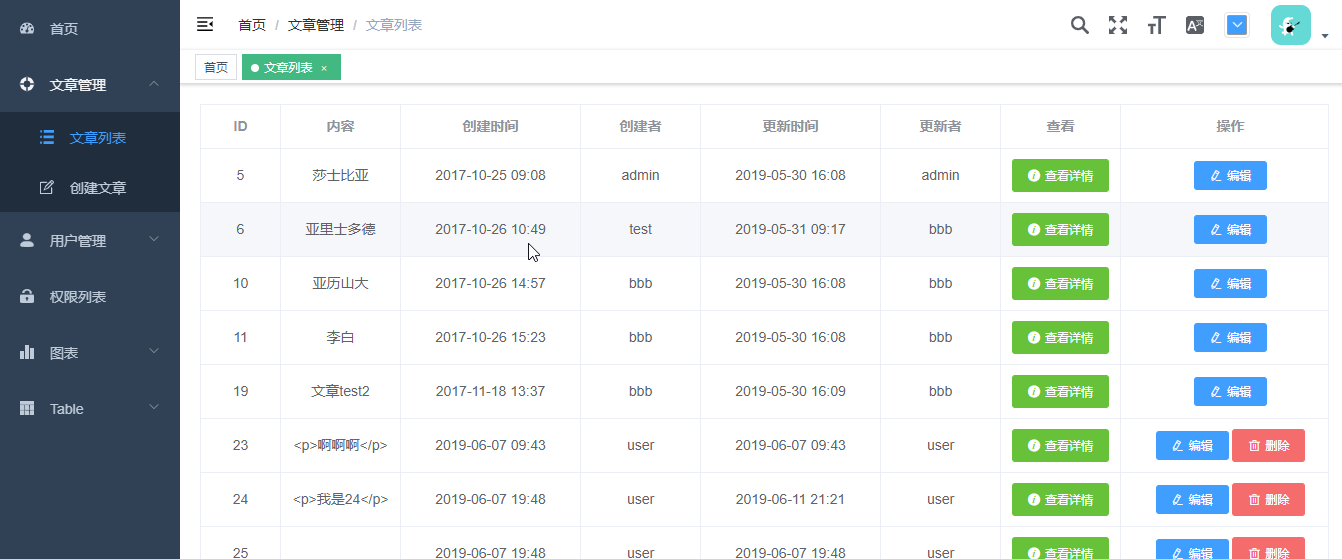 首页
文章管理
文章列表
创建文章
用户管理
权限列表
图表
Table
首页 / 文章管理 / 文章列表
首页 文章列表 ×
ID 内容 创建时间 创建者 更新时间 更新者 查看 操作
5 莎士比亚 2017-10-25 09:08 admin 2019-05-30 16:08 admin 查看详情 编辑
6 亚里士多德 2017-10-26 10:49 test 2019-05-31 09:17 bbb 查看详情 编辑
10 亚历山大 2017-10-26 14:57 bbb 2019-05-30 16:08 bbb 查看详情 编辑
11 李白 2017-10-26 15:23 bbb 2019-05-30 16:08 bbb 查看详情 编辑
19 文章test2 2017-11-18 13:37 bbb 2019-05-30 16:09 bbb 查看详情 编辑
23 <p>啊啊啊</p> 2019-06-07 09:43 user 2019-06-07 09:43 user 查看详情 编辑 删除
24 <p>我是24</p> 2019-06-07 19:48 user 2019-06-11 21:21 user 查看详情 编辑 删除
25 2019-06-07 19:48 user 2019-06-07 19:48 user 查看详情 编辑 删除